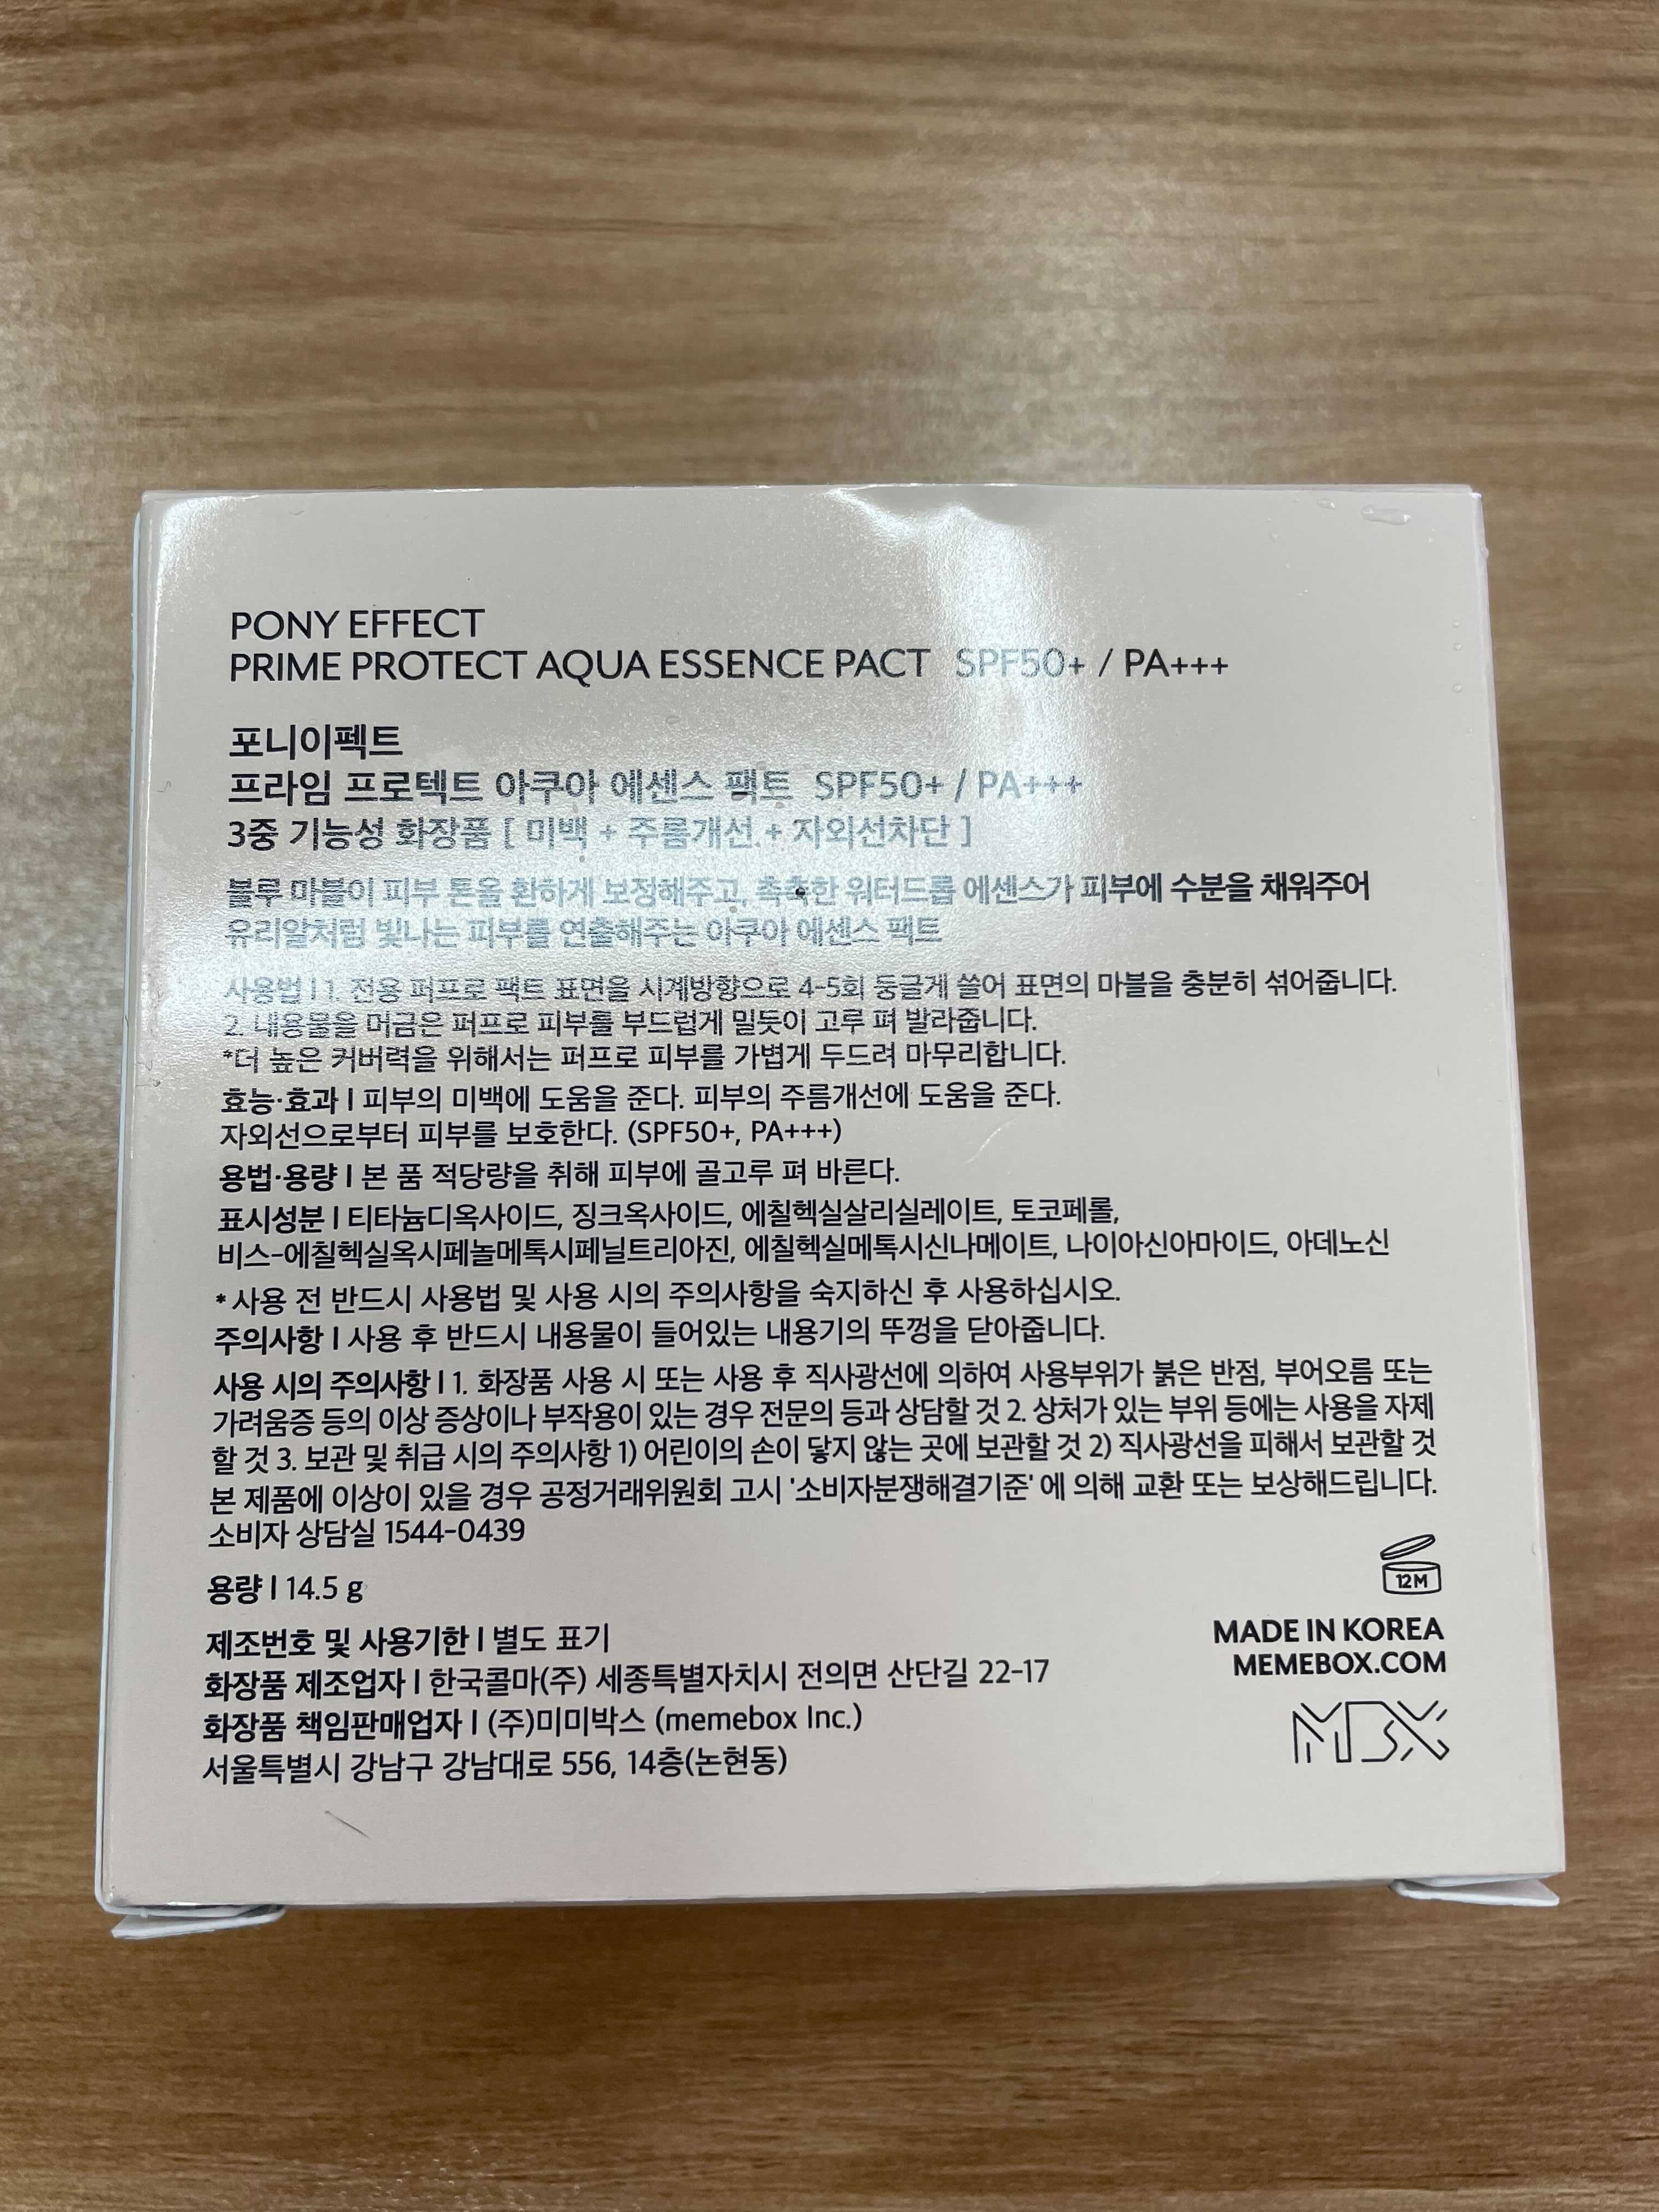 PONY EFFECT
PRIME PROTECT AQUA ESSENCE PACT SPF50+ / PA+++
포니이펙트
프라임 프로텍트 아쿠아 에센스 팩트 SPF50+ / PA+++
3중 기능성 화장품 [ 미백 + 주름개선 + 자외선차단 ]
블루 마블이 피부 톤을 환하게 보정해주고, 촉촉한 워터드롭 에센스가 피부에 수분을 채워주어
유리알처럼 빛나는 피부를 연출해주는 아쿠아 에센스 팩트
사용법 I 1. 전용 퍼프로 팩트 표면을 시계방향으로 4-5회 둥글게 쓸어 표면의 마블을 충분히 섞어줍니다.
2. 내용물을 머금은 퍼프로 피부를 부드럽게 밀듯이 고루 펴 발라줍니다.
*더 높은 커버력을 위해서는 퍼프로 피부를 가볍게 두드려 마무리합니다.
효능·효과 I 피부의 미백에 도움을 준다. 피부의 주름개선에 도움을 준다.
자외선으로부터 피부를 보호한다. (SPF50+, PA+++)
용법·용량 I 본 품 적당량을 취해 피부에 골고루 펴 바른다.
표시성분 I 티타늄디옥사이드, 징크옥사이드, 에칠헥실살리실레이트, 토코페롤,
비스-에칠헥실옥시페놀메톡시페닐트리아진, 에칠헥실메톡시신나메이트, 나이아신아마이드, 아데노신
* 사용 전 반드시 사용법 및 사용 시의 주의사항을 숙지하신 후 사용하십시오.
주의사항 I 사용 후 반드시 내용물이 들어있는 내용기의 뚜껑을 닫아줍니다.
사용 시의 주의사항 I 1. 화장품 사용 시 또는 사용 후 직사광선에 의하여 사용부위가 붉은 반점, 부어오름 또는
가려움증 등의 이상 증상이나 부작용이 있는 경우 전문의 등과 상담할 것 2. 상처가 있는 부위 등에는 사용을 자제
할 것 3. 보관 및 취급 시의 주의사항 1) 어린이의 손이 닿지 않는 곳에 보관할 것 2) 직사광선을 피해서 보관할 것
본 제품에 이상이 있을 경우 공정거래위원회 고시 '소비자분쟁해결기준' 에 의해 교환 또는 보상해드립니다.
소비자 상담실 1544-0439
용량 I 14.5 g
12M
제조번호 및 사용기한 I 별도 표기
화장품 제조업자 I 한국콜마(주) 세종특별자치시 전의면 산단길 22-17
화장품 책임판매업자 I (주)미미박스 (memebox Inc.)
서울특별시 강남구 강남대로 556, 14층(논현동)
MADE IN KOREA
MEMEBOX.COM
MBX